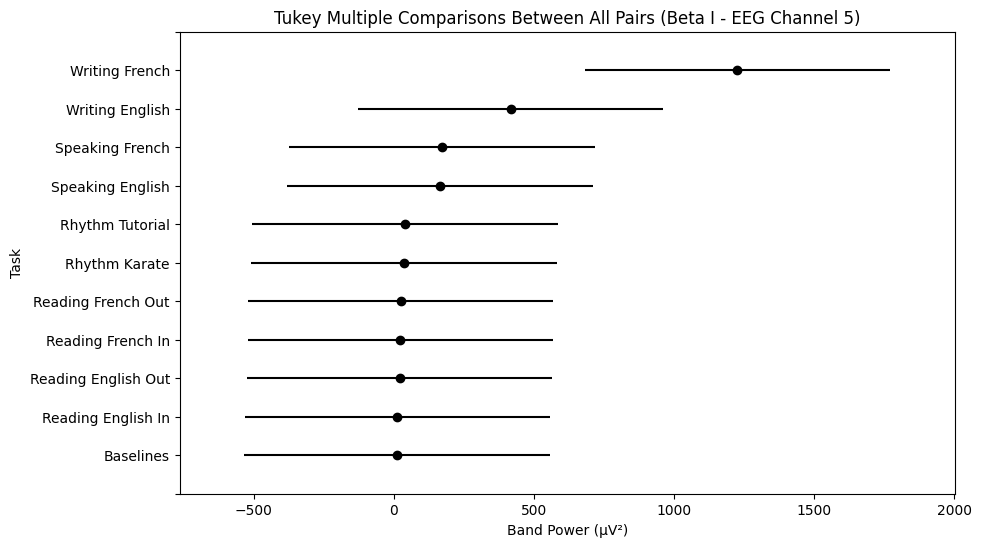 Tukey Multiple Comparisons Between All Pairs (Beta I - EEG Channel 5)
Writing French
Writing English
Speaking French
Speaking English
Rhythm Tutorial
Rhythm Karate
Reading French Out
Reading French In
Reading English Out
Reading English In
Baselines
Task
−500 0 500 1000 1500 2000
Band Power (μV²)